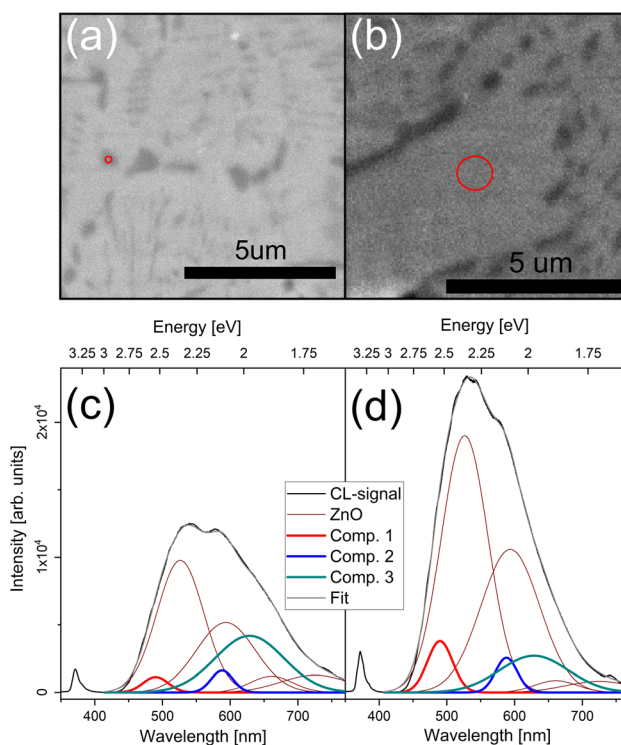 (a)
(b)
5um
5 um
Energy [eV]
Energy [eV]
3.25 3 2.75 2.5 2.25 2 1.75
3.25 3 2.75 2.5 2.25 2 1.75
(c)
(d)
Intensity [arb. units]
2x10⁴
1x10⁴
0
CL-signal
ZnO
Comp. 1
Comp. 2
Comp. 3
Fit
400 500 600 700
400 500 600 700
Wavelength [nm]
Wavelength [nm]